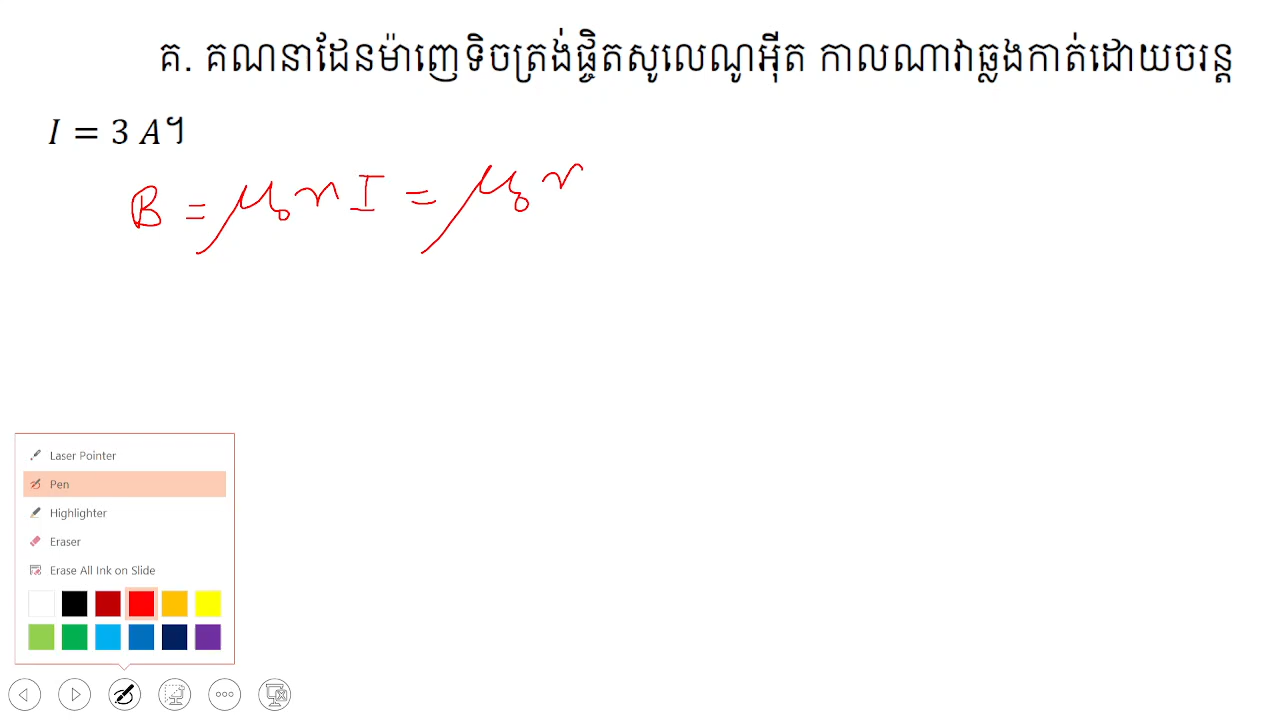 គ. គណនាដែនម៉ាញេទិចត្រង់ផ្ចិតសូលេណូអ៊ីត កាលណាវាឆ្លងកាត់ដោយចរន្ត
I = 3 A។
B = μ₀ n I = μ₀
Laser Pointer
Pen
Highlighter
Eraser
Erase All Ink on Slide